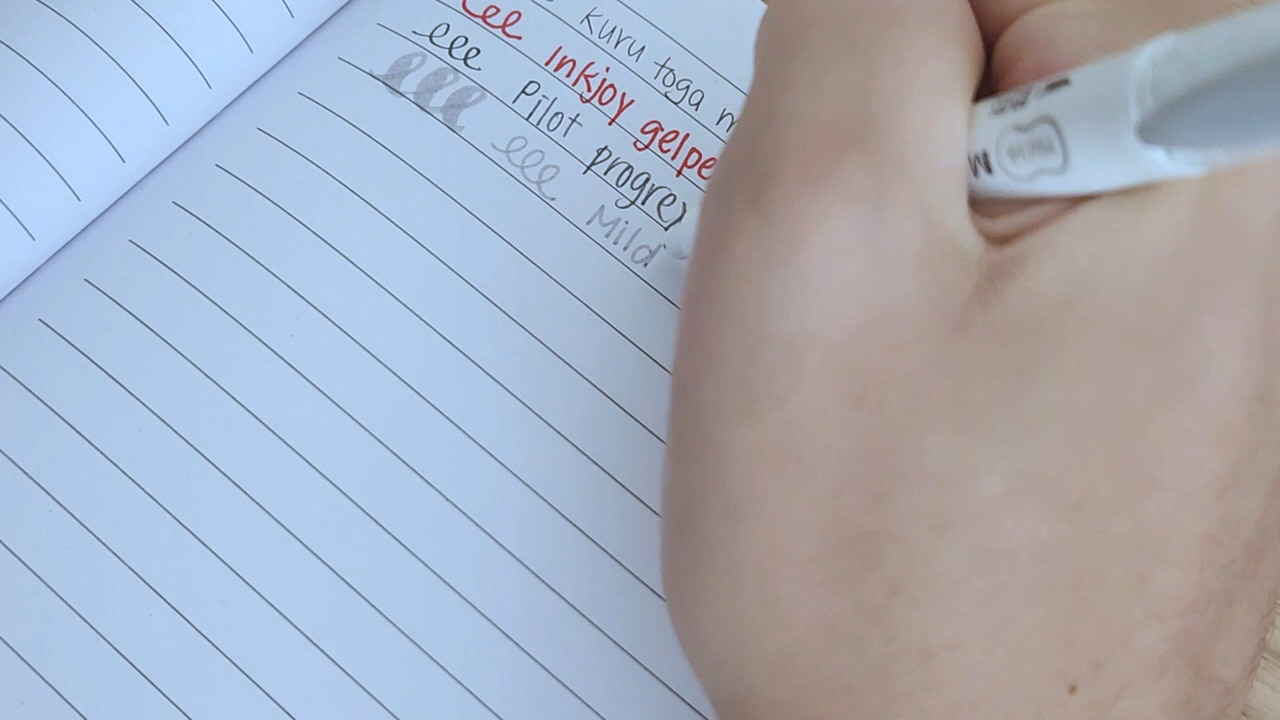 Kuru toga
eee Inkjoy gelpe
eee Pilot progre
eee Mild
M